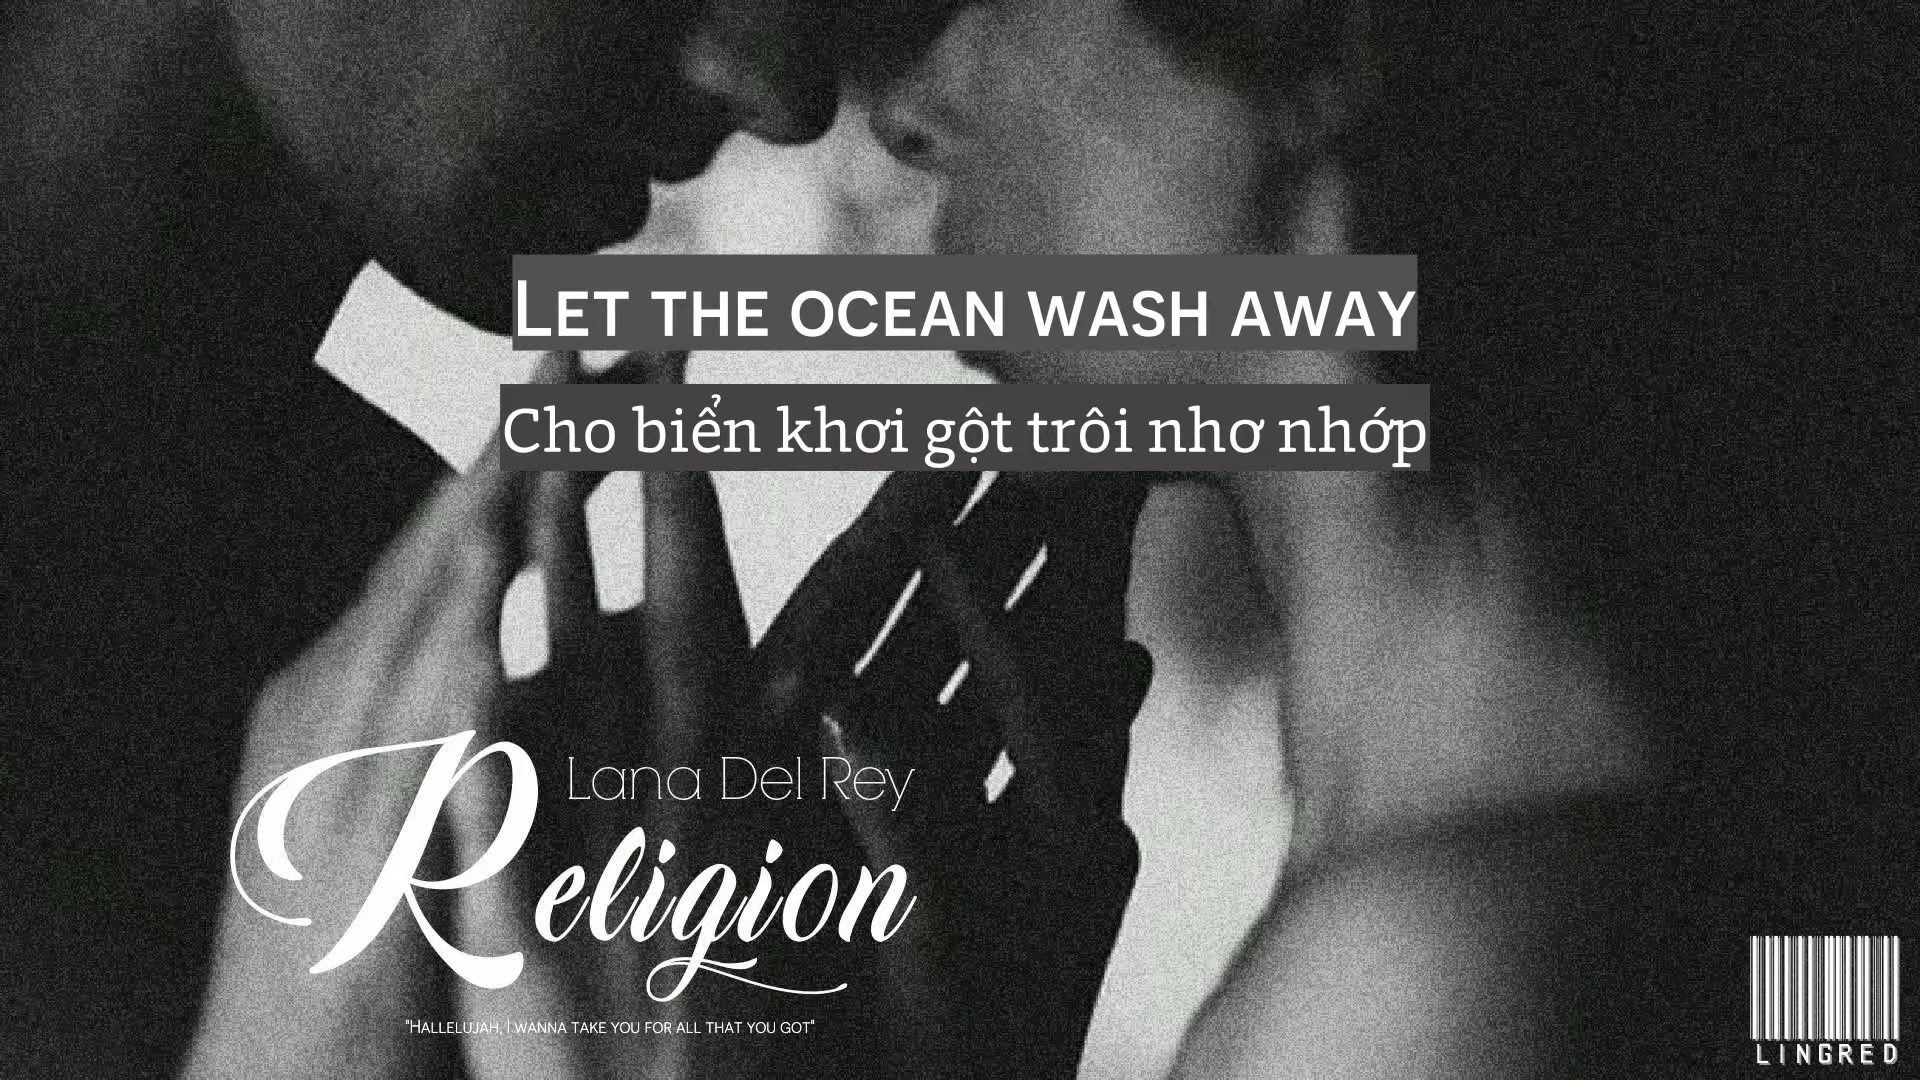 LET THE OCEAN WASH AWAY
Cho biển khơi gột trôi nhơ nhớp
Lana Del Rey
Religion
"HALLELUJAH, I WANNA TAKE YOU FOR ALL THAT YOU GOT"
LINGRED